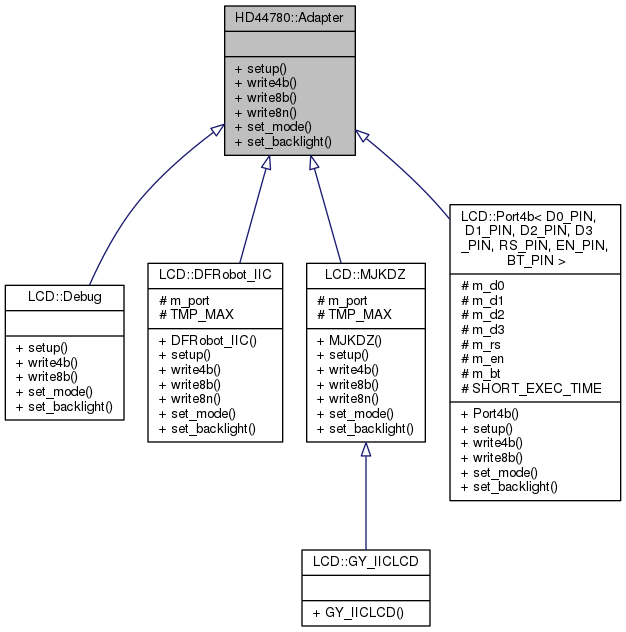 HD44780::Adapter
+ setup()
+ write4b()
+ write8b()
+ write8n()
+ set_mode()
+ set_backlight()
LCD::Debug
+ setup()
+ write4b()
+ write8b()
+ set_mode()
+ set_backlight()
LCD::DFRobot_IIC
# m_port
# TMP_MAX
+ DFRobot_IIC()
+ setup()
+ write4b()
+ write8b()
+ write8n()
+ set_mode()
+ set_backlight()
LCD::MJKDZ
# m_port
# TMP_MAX
+ MJKDZ()
+ setup()
+ write4b()
+ write8b()
+ write8n()
+ set_mode()
+ set_backlight()
LCD::Port4b< D0_PIN,
D1_PIN, D2_PIN, D3
_PIN, RS_PIN, EN_PIN,
BT_PIN >
# m_d0
# m_d1
# m_d2
# m_d3
# m_rs
# m_en
# m_bt
# SHORT_EXEC_TIME
+ Port4b()
+ setup()
+ write4b()
+ write8b()
+ set_mode()
+ set_backlight()
LCD::GY_IICLCD
+ GY_IICLCD()